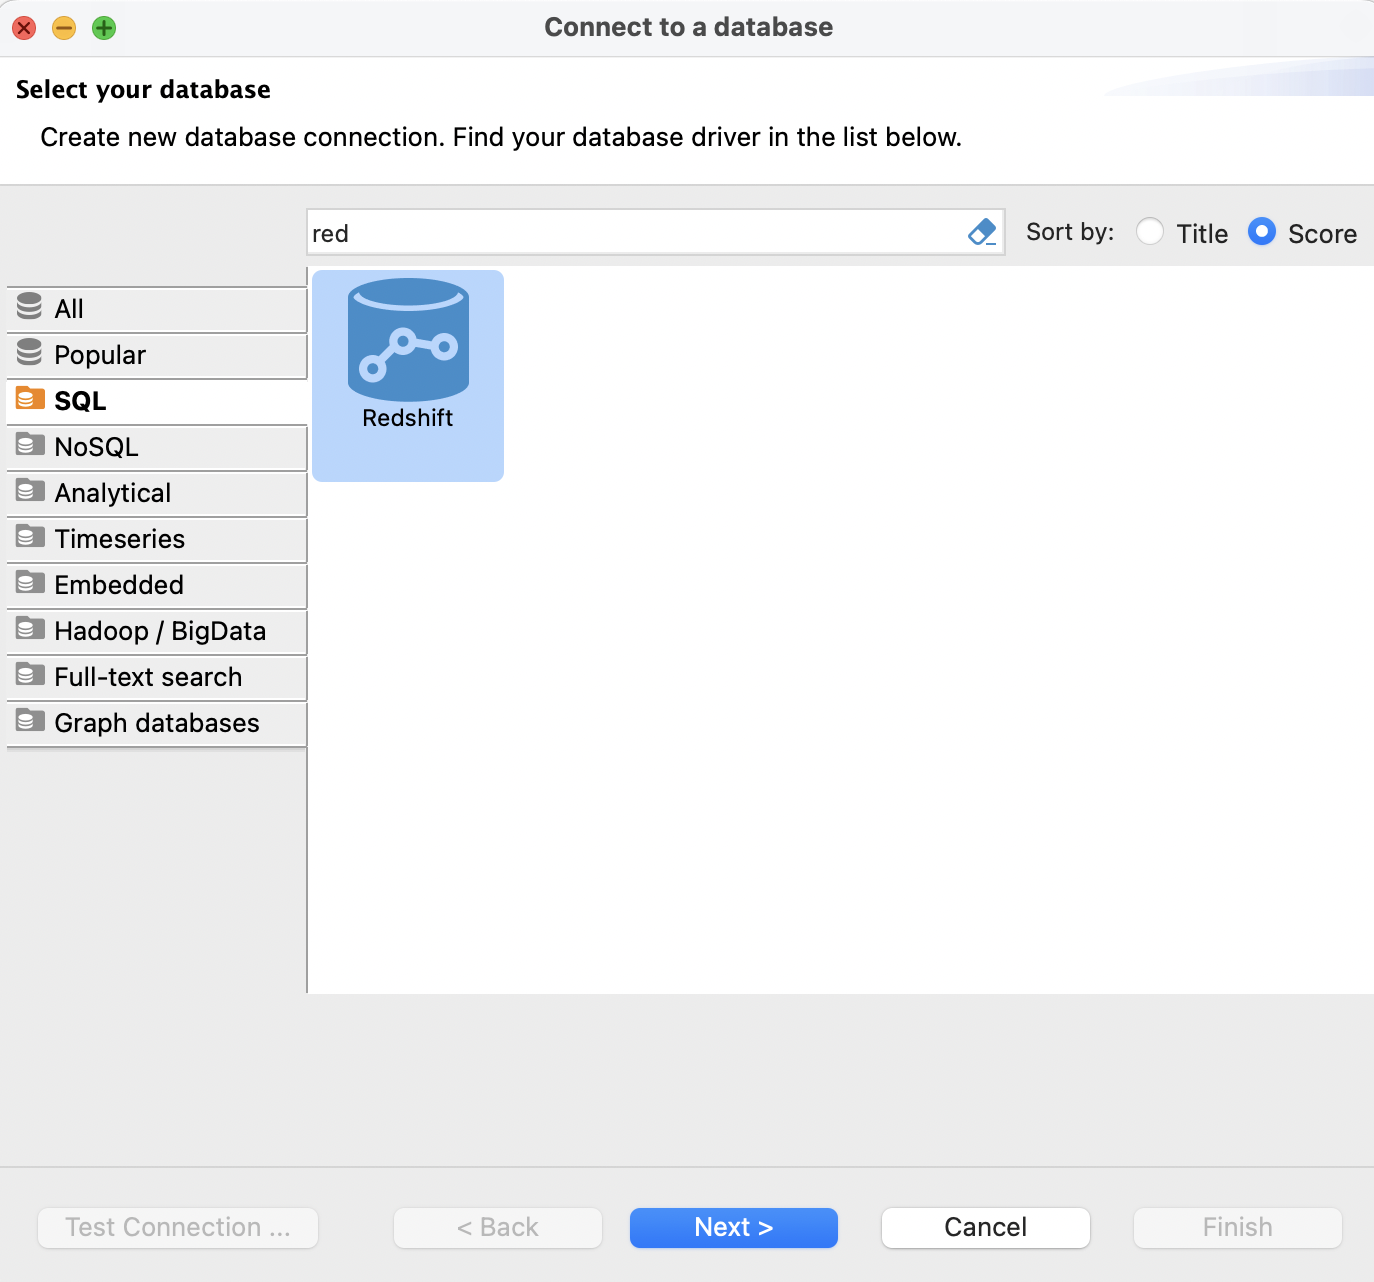 Connect to a database
Select your database
Create new database connection. Find your database driver in the list below.
red
Sort by: Title Score
All
Popular
SQL
NoSQL
Analytical
Timeseries
Embedded
Hadoop / BigData
Full-text search
Graph databases
Redshift
Test Connection ... < Back Next > Cancel Finish